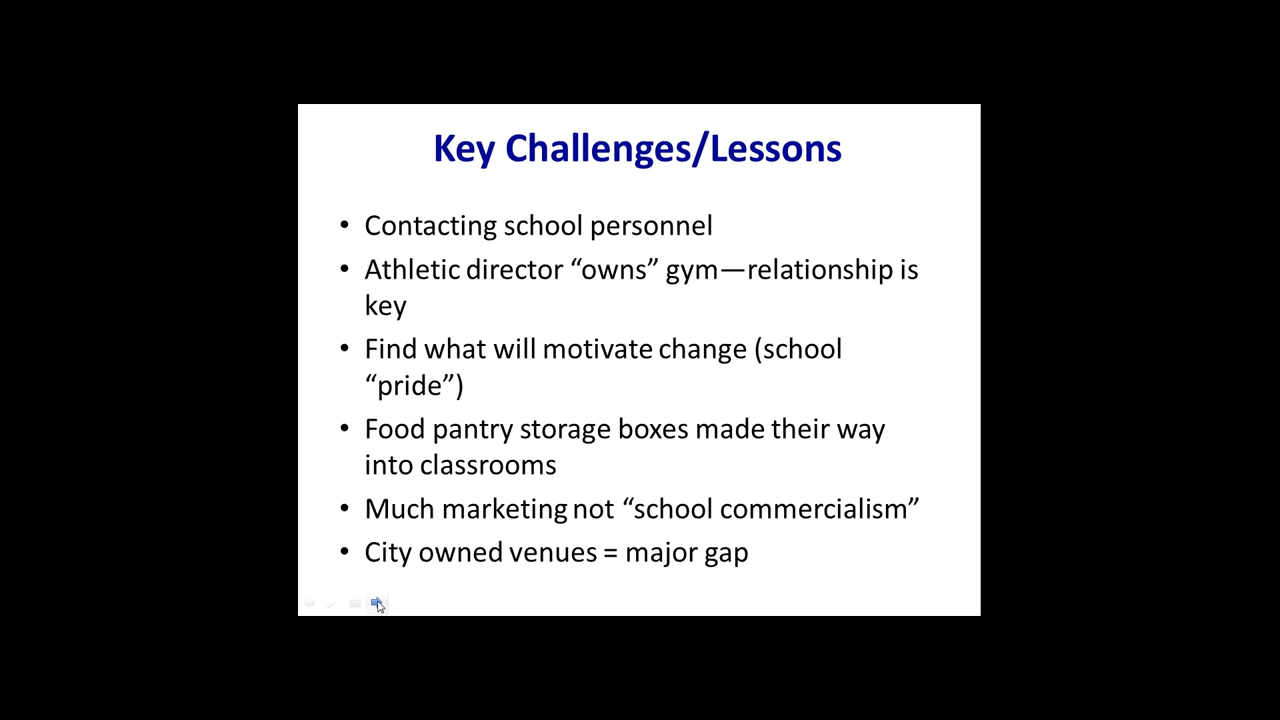 Key Challenges/Lessons
• Contacting school personnel
• Athletic director “owns” gym—relationship is
key
• Find what will motivate change (school
“pride”)
• Food pantry storage boxes made their way
into classrooms
• Much marketing not “school commercialism”
• City owned venues = major gap